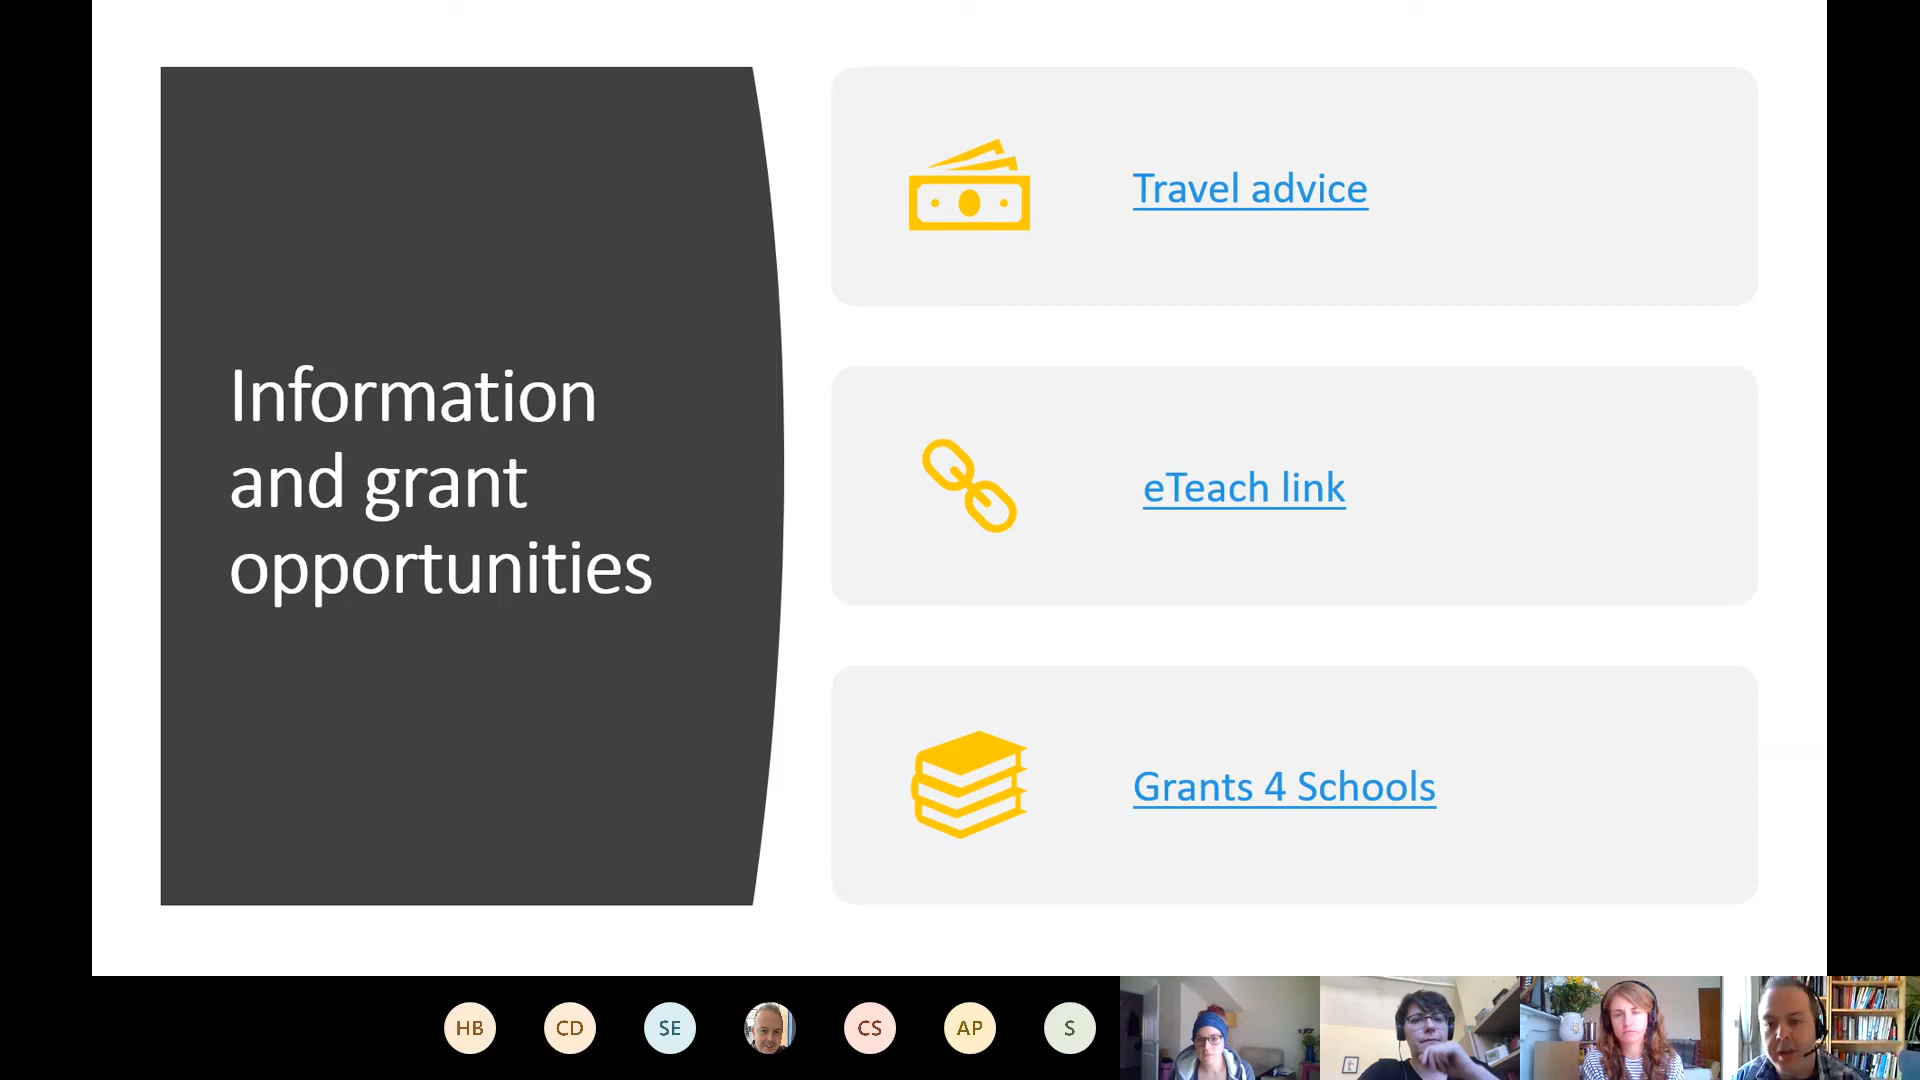 Information
and grant
opportunities
Travel advice
eTeach link
Grants 4 Schools
HB
CD
SE
CS
AP
S